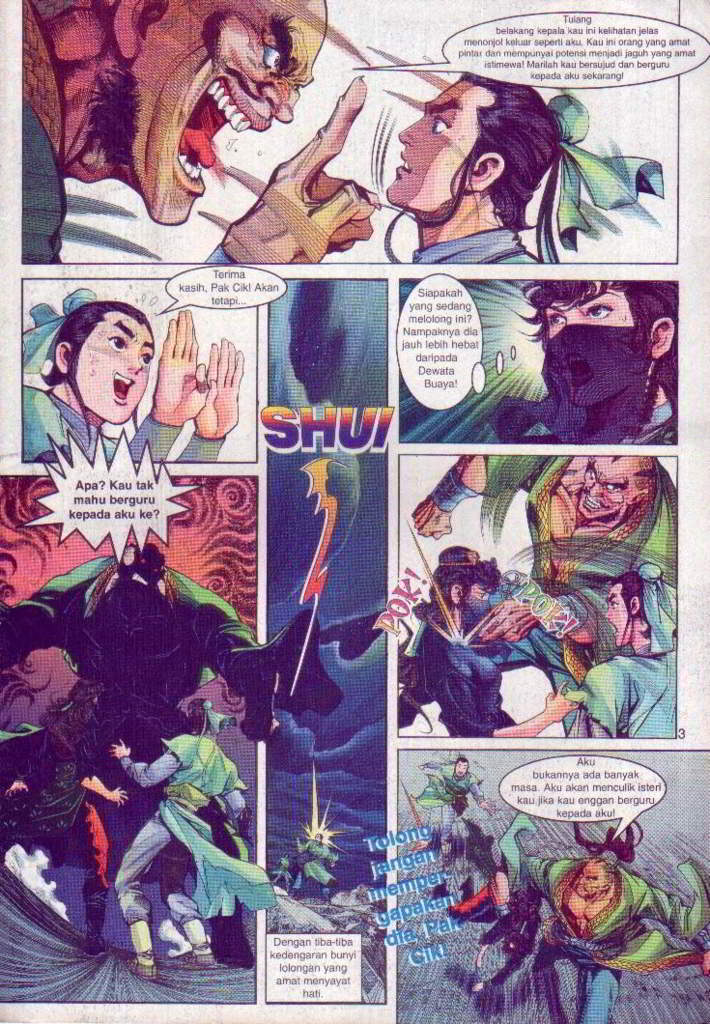 Tulang
belakang kepala kau ini kelihatan jelas
menonjol keluar seperti aku. Kau ini orang yang amat
pintar dan mempunyai potensi menjadi jaguh yang amat
istimewa! Marilah kau bersujud dan berguru
kepada aku sekarang!
Terima
kasih, Pak Cik! Akan
tetapi...
Siapakah
yang sedang
melolong ini?
Nampaknya dia
jauh lebih hebat
daripada
Dewata
Buaya!
SHUI
Apa? Kau tak
mahu berguru
kepada aku ke?
POK!
POK!
3
Dengan tiba-tiba
kedengaran bunyi
lolongan yang
amat menyayat
hati.
Aku
bukannya ada banyak
masa. Aku akan menculik isteri
kau jika kau enggan berguru
kepada aku!
Tolong
jangan
memper-
gapakan
dia, Pak
Cik!